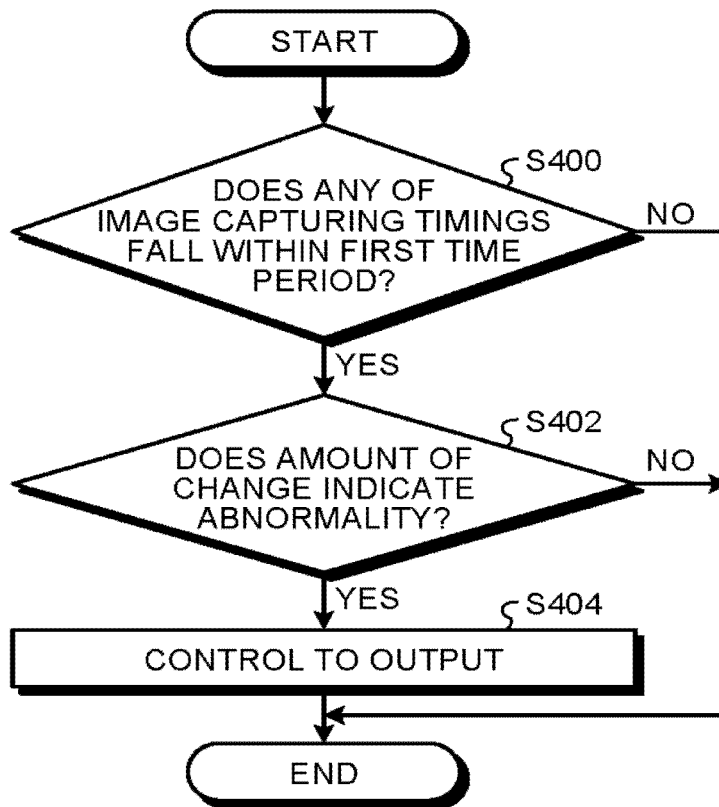 START
S400
DOES ANY OF
IMAGE CAPTURING TIMINGS
FALL WITHIN FIRST TIME
PERIOD?
NO
YES
S402
DOES AMOUNT OF
CHANGE INDICATE
ABNORMALITY?
NO
YES
S404
CONTROL TO OUTPUT
END